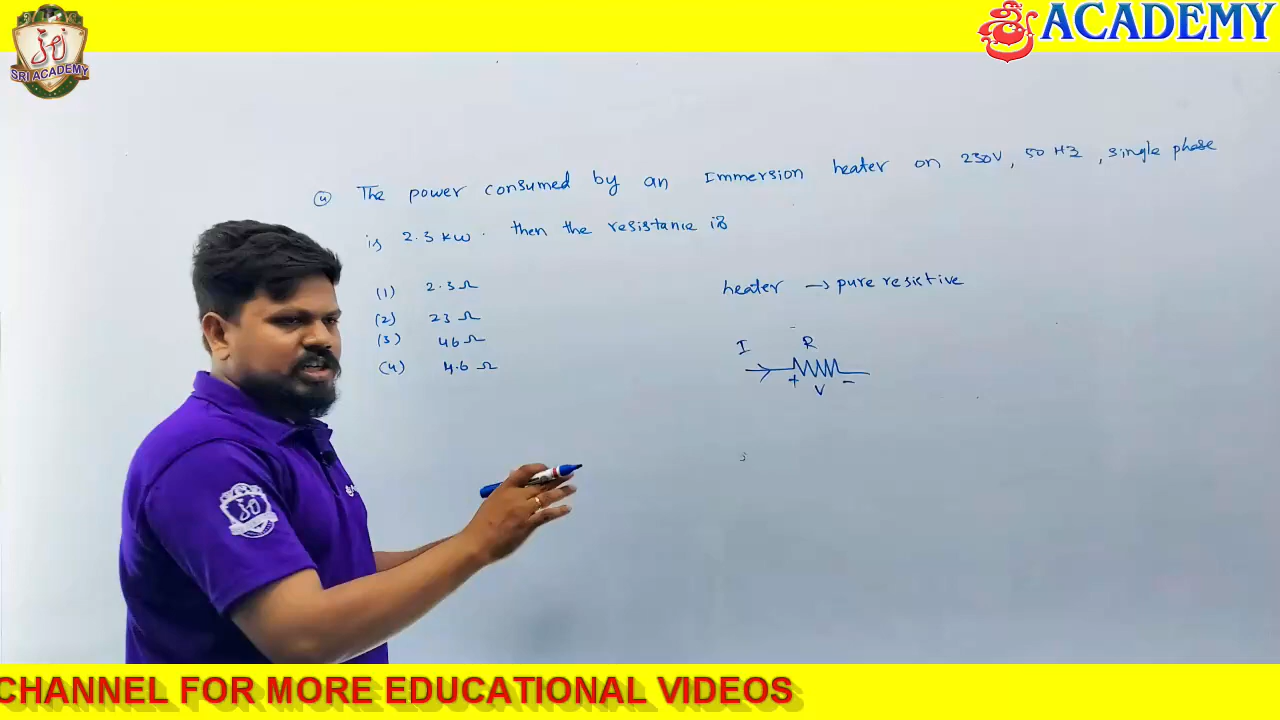 SRI ACADEMY
ACADEMY
(4) The power consumed by an Immersion heater on 230V, 50 Hz, single phase
is 2.3 kw. then the resistance is
(1) 2.3 Ω
(2) 23 Ω
(3) 46 Ω
(4) 4.6 Ω
heater → pure resistive
I R
+ V -
CHANNEL FOR MORE EDUCATIONAL VIDEOS